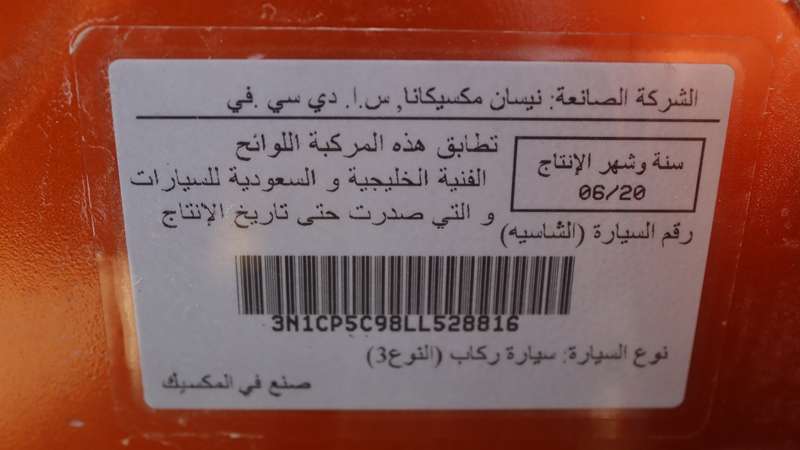 الشركة الصانعة: نيسان مكسيكانا, س.ا. دي سي .في
سنة وشهر الإنتاج
06/20
تطابق هذه المركبة اللوائح
الفنية الخليجية و السعودية للسيارات
و التي صدرت حتى تاريخ الإنتاج
رقم السيارة (الشاسيه)
3N1CP5C98LL528816
نوع السيارة: سيارة ركاب (النوع3)
صنع في المكسيك